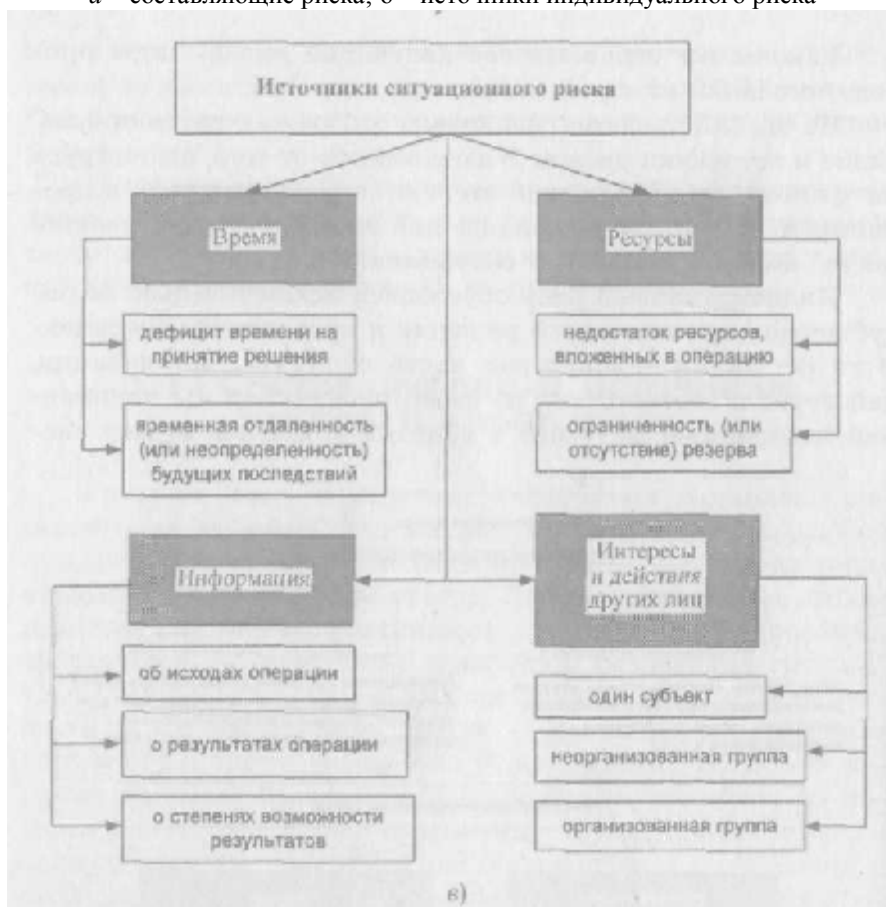 а – составляющие риска; б – источники индивидуального риска
Источники ситуационного риска
Время
дефицит времени на
принятие решения
временная отдаленность
(или неопределенность)
будущих последствий
Ресурсы
недостаток ресурсов,
вложенных в операцию
ограниченность (или
отсутствие) резерва
Информация
об исходах операции
о результатах операции
о степенях возможности
результатов
Интересы
и действия
других лиц
один субъект
неорганизованная группа
организованная группа
в)